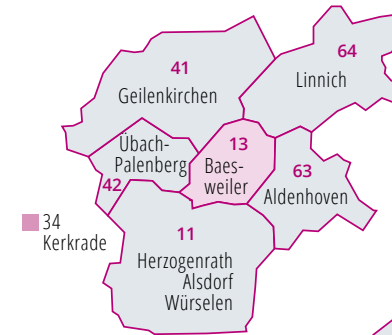 64
Linnich
41
Geilenkirchen
Übach-
Palenberg
42
13
Baes-
weiler
63
Aldenhoven
34
Kerkrade
11
Herzogenrath
Alsdorf
Würselen